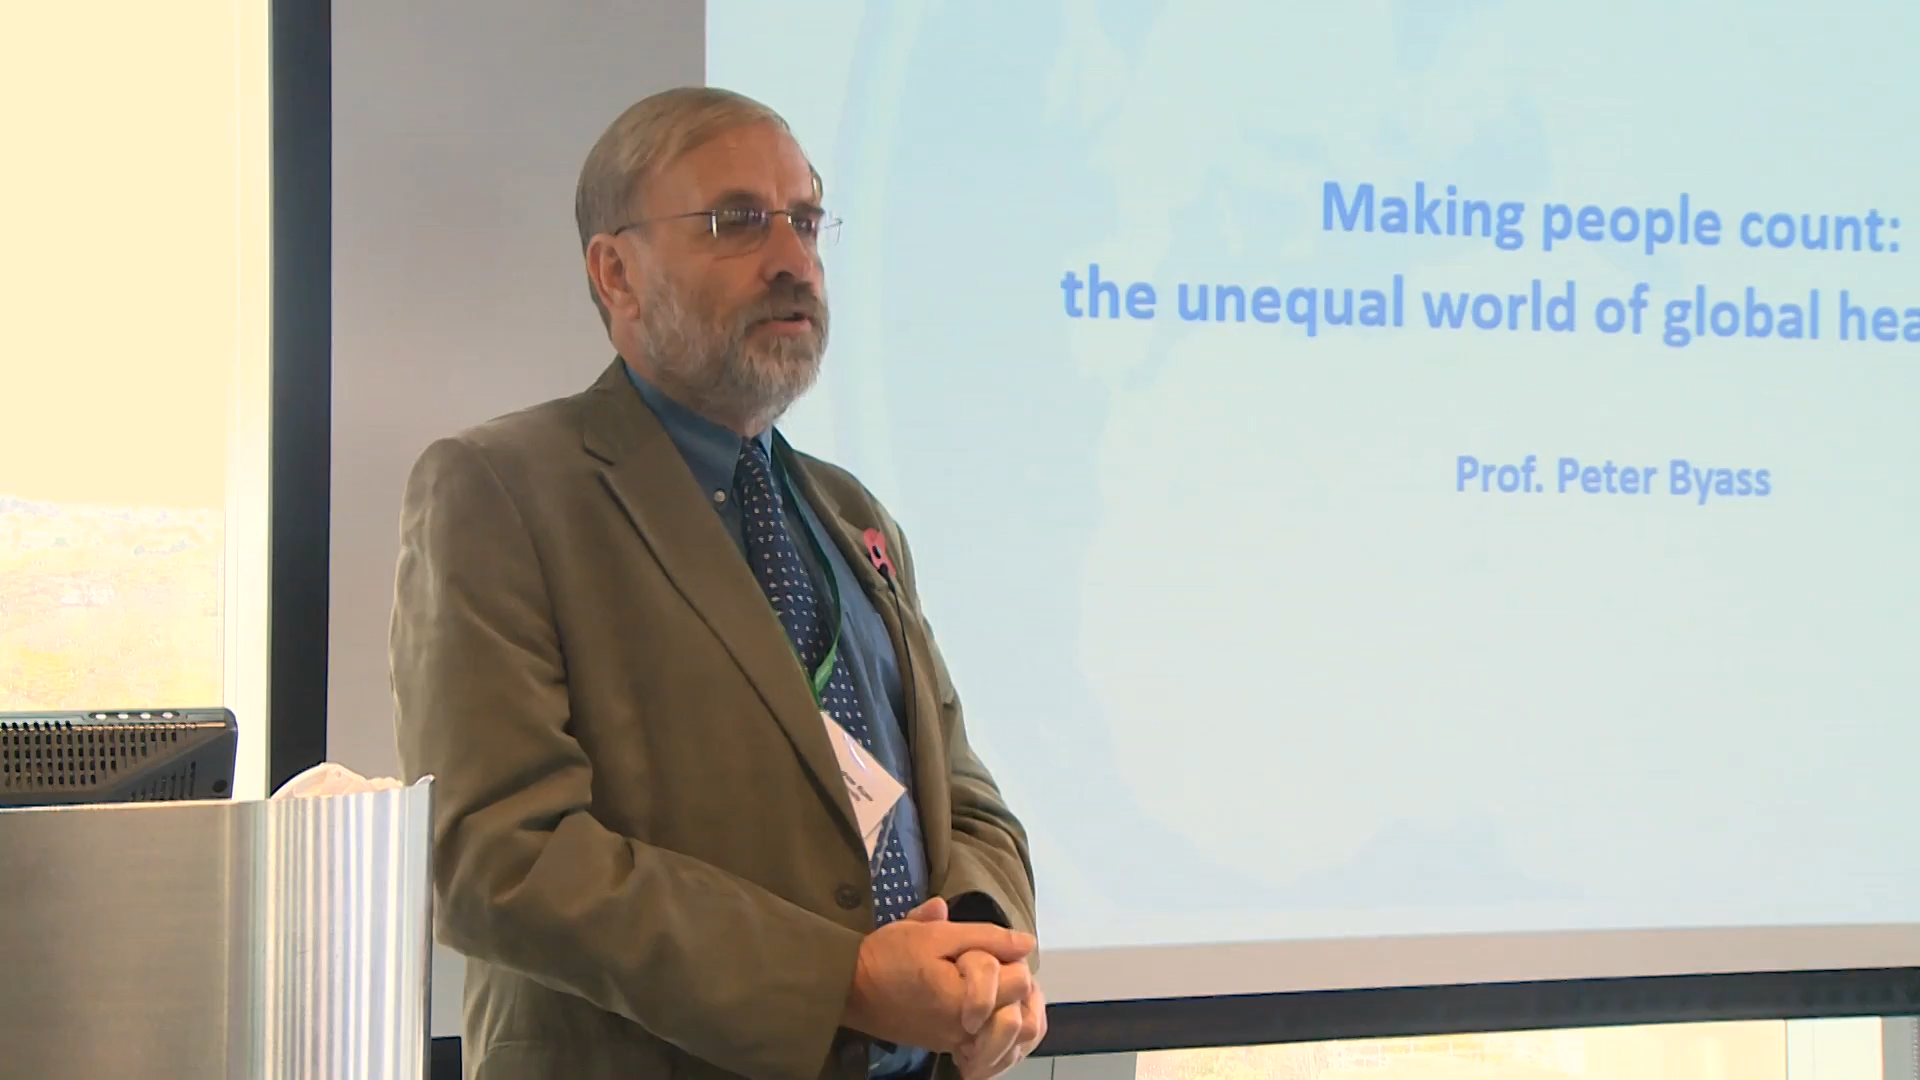 Making people count:
the unequal world of global hea
Prof. Peter Byass